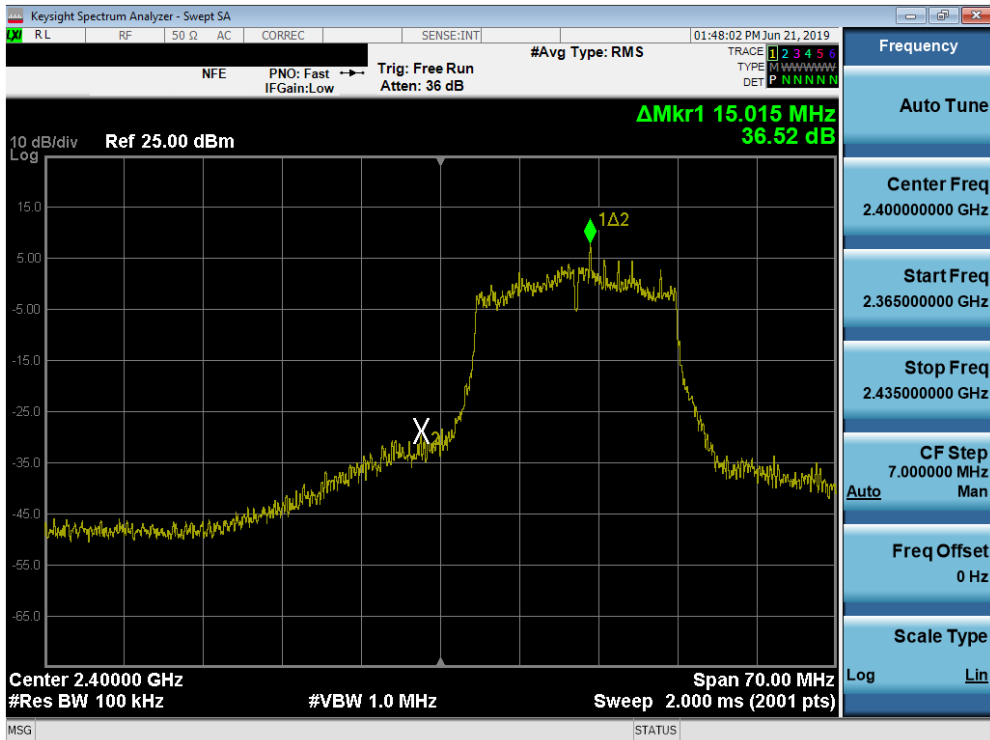 Keysight Spectrum Analyzer - Swept SA
LXI RL RF 50 Ω AC CORREC SENSE:INT 01:48:02 PM Jun 21, 2019
NFE PNO: Fast Trig: Free Run #Avg Type: RMS TRACE 1 2 3 4 5 6
IFGain:Low Atten: 36 dB TYPE M W W W W W
DET P N N N N N
ΔMkr1 15.015 MHz
36.52 dB
10 dB/div Ref 25.00 dBm
Log
15.0
1Δ2
5.00
-5.00
-15.0
-25.0
X2
-35.0
-45.0
-55.0
-65.0
Center 2.40000 GHz Span 70.00 MHz
#Res BW 100 kHz #VBW 1.0 MHz Sweep 2.000 ms (2001 pts)
MSG STATUS
Frequency
Auto Tune
Center Freq
2.400000000 GHz
Start Freq
2.365000000 GHz
Stop Freq
2.435000000 GHz
CF Step
7.000000 MHz
Auto Man
Freq Offset
0 Hz
Scale Type
Log Lin